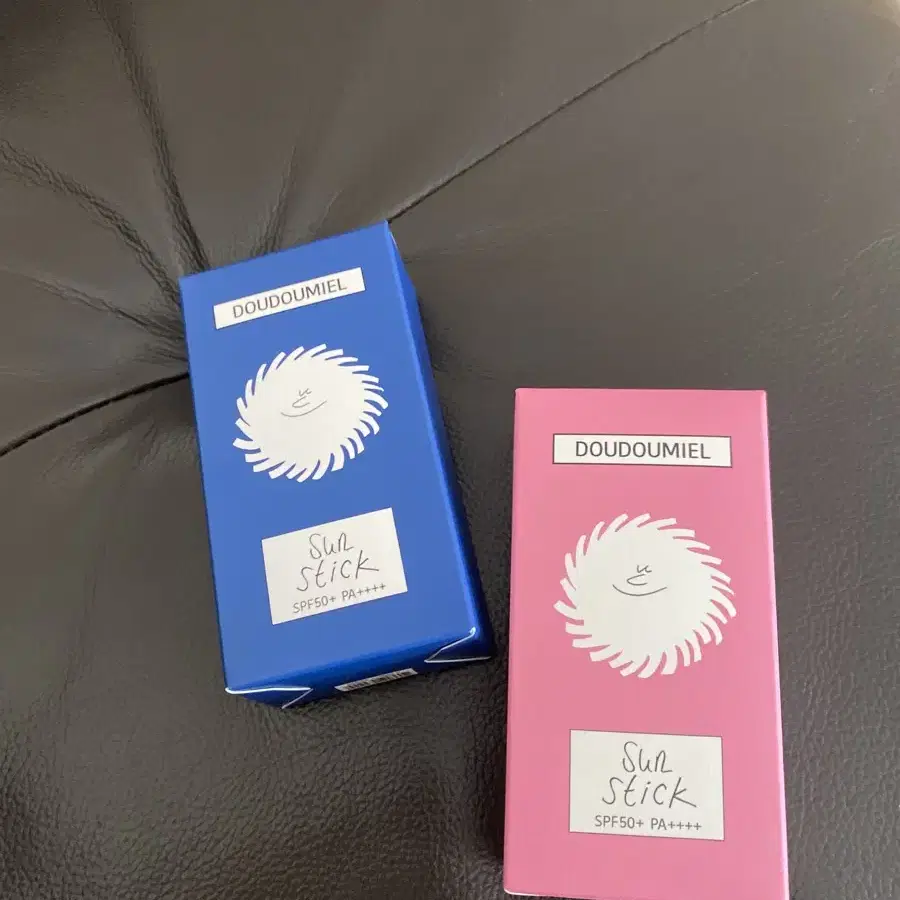 DOUDOUMIEL
Sun
Stick
SPF50+ PA++++
DOUDOUMIEL
Sun
Stick
SPF50+ PA++++